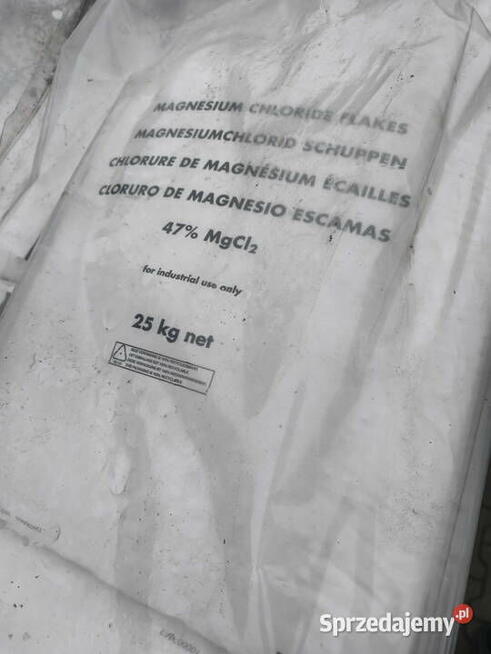 MAGNESIUM CHLORIDE FLAKES
MAGNESIUMCHLORID SCHUPPEN
CHLORURE DE MAGNÉSIUM ÉCAILLES
CLORURO DE MAGNESIO ESCAMAS
47% MgCl₂
for industrial use only
25 kg net
Sprzedajemy.pl